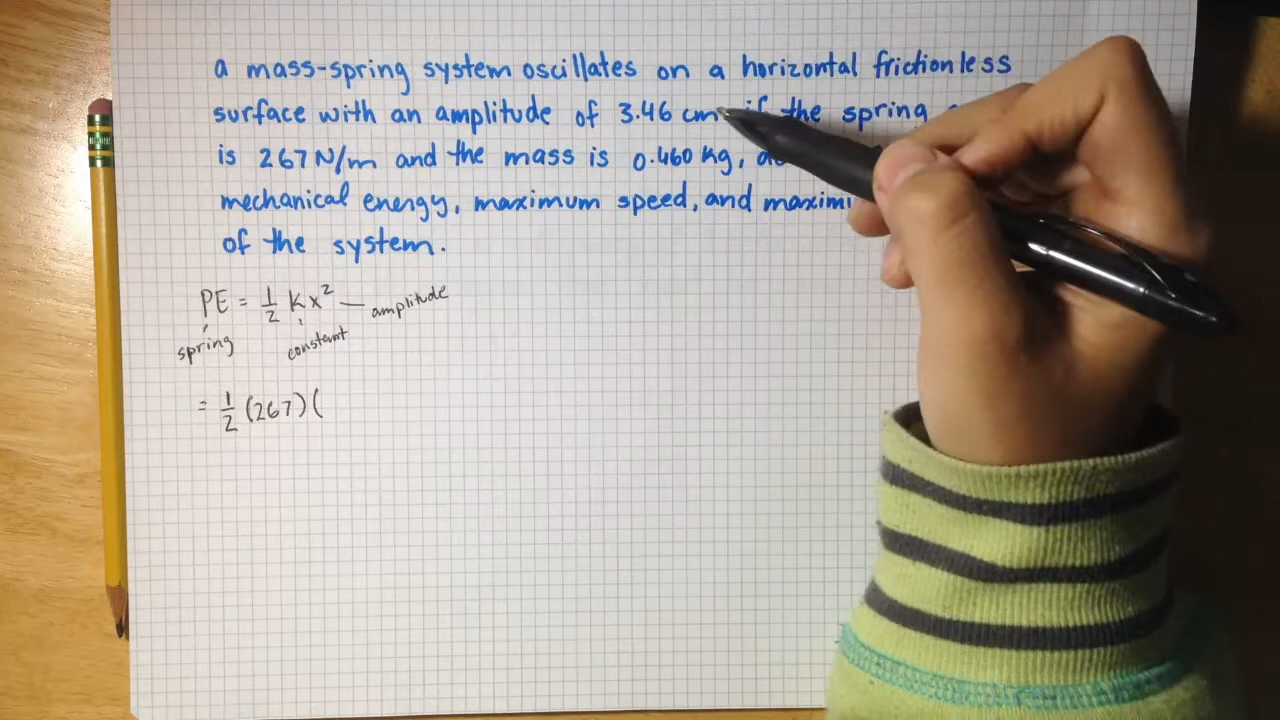 a mass-spring system oscillates on a horizontal frictionless
surface with an amplitude of 3.46 cm, if the spring
is 267 N/m and the mass is 0.460 kg,
mechanical energy, maximum speed, and
of the system.
PE = 1/2 Kx² — amplitude
spring constant
= 1/2 (267)(